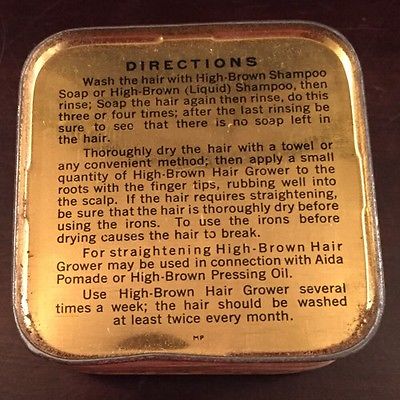 DIRECTIONS
Wash the hair with High-Brown Shampoo
Soap or High-Brown (Liquid) Shampoo, then
rinse; Soap the hair again then rinse, do this
three or four times; after the last rinsing be
sure to see that there is no soap left in
the hair.
Thoroughly dry the hair with a towel or
any convenient method; then apply a small
quantity of High-Brown Hair Grower to the
roots with the finger tips, rubbing well into
the scalp. If the hair requires straightening,
be sure that the hair is thoroughly dry before
using the irons. To use the irons before
drying causes the hair to break.
For straightening High-Brown Hair
Grower may be used in connection with Aida
Pomade or High-Brown Pressing Oil.
Use High-Brown Hair Grower several
times a week; the hair should be washed
at least twice every month.
MP